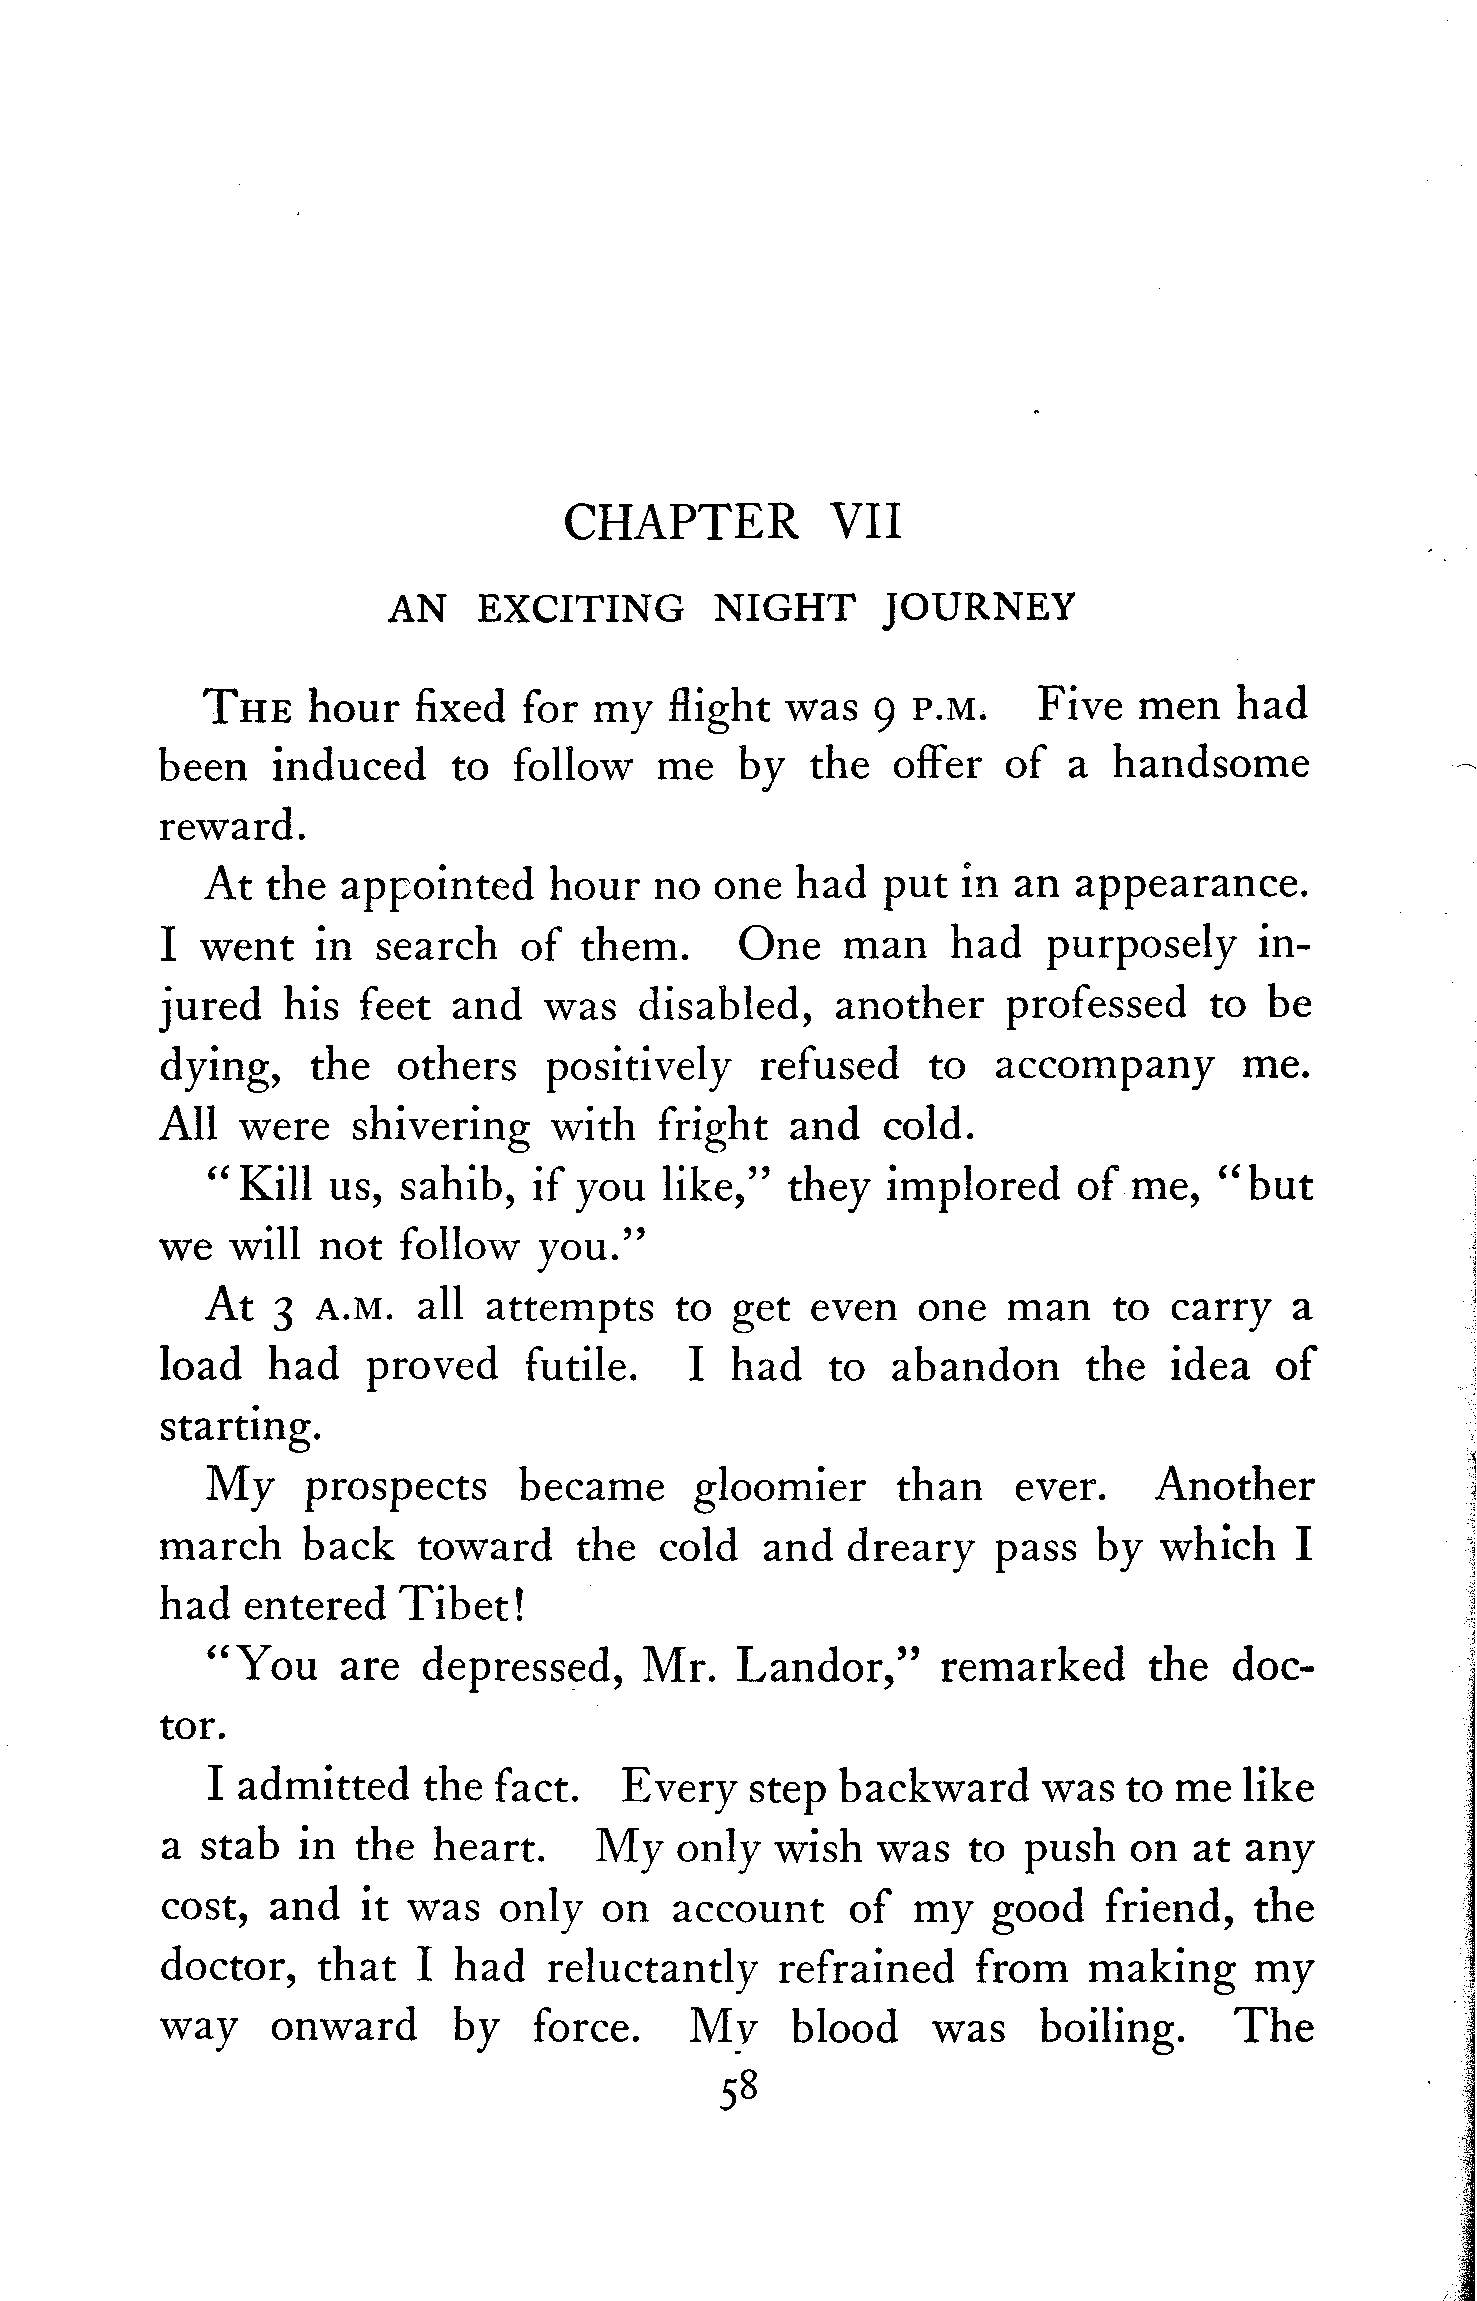 CHAPTER VII
AN EXCITING NIGHT JOURNEY
THE hour fixed for my flight was 9 P.M. Five men had
been induced to follow me by the offer of a handsome
reward.
At the appointed hour no one had put in an appearance.
I went in search of them. One man had purposely in-
jured his feet and was disabled, another professed to be
dying, the others positively refused to accompany me.
All were shivering with fright and cold.
"Kill us, sahib, if you like," they implored of me, "but
we will not follow you."
At 3 A.M. all attempts to get even one man to carry a
load had proved futile. I had to abandon the idea of
starting.
My prospects became gloomier than ever. Another
march back toward the cold and dreary pass by which I
had entered Tibet!
"You are depressed, Mr. Landor," remarked the doc-
tor.
I admitted the fact. Every step backward was to me like
a stab in the heart. My only wish was to push on at any
cost, and it was only on account of my good friend, the
doctor, that I had reluctantly refrained from making my
way onward by force. My blood was boiling. The
58